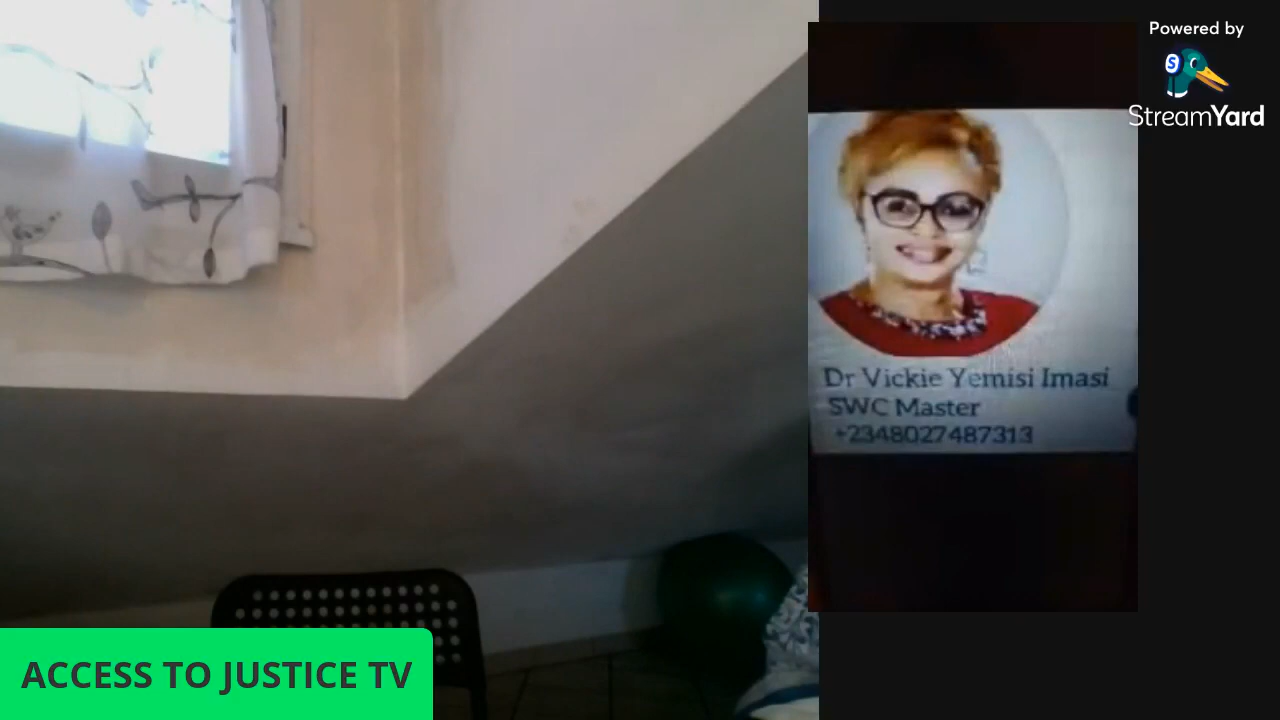 Powered by
StreamYard
Dr Vickie Yemisi Imasi
SWC Master
+2348027487313
ACCESS TO JUSTICE TV